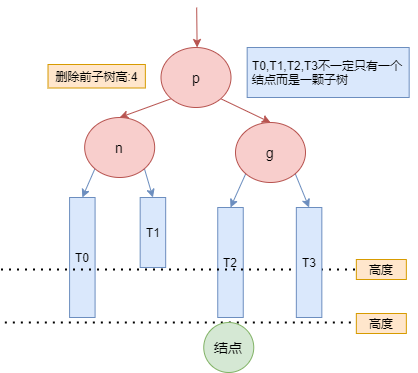 p
删除前子树高:4
T0,T1,T2,T3不一定只有一个
结点而是一颗子树
n
g
T0
T1
T2
T3
高度
高度
结点